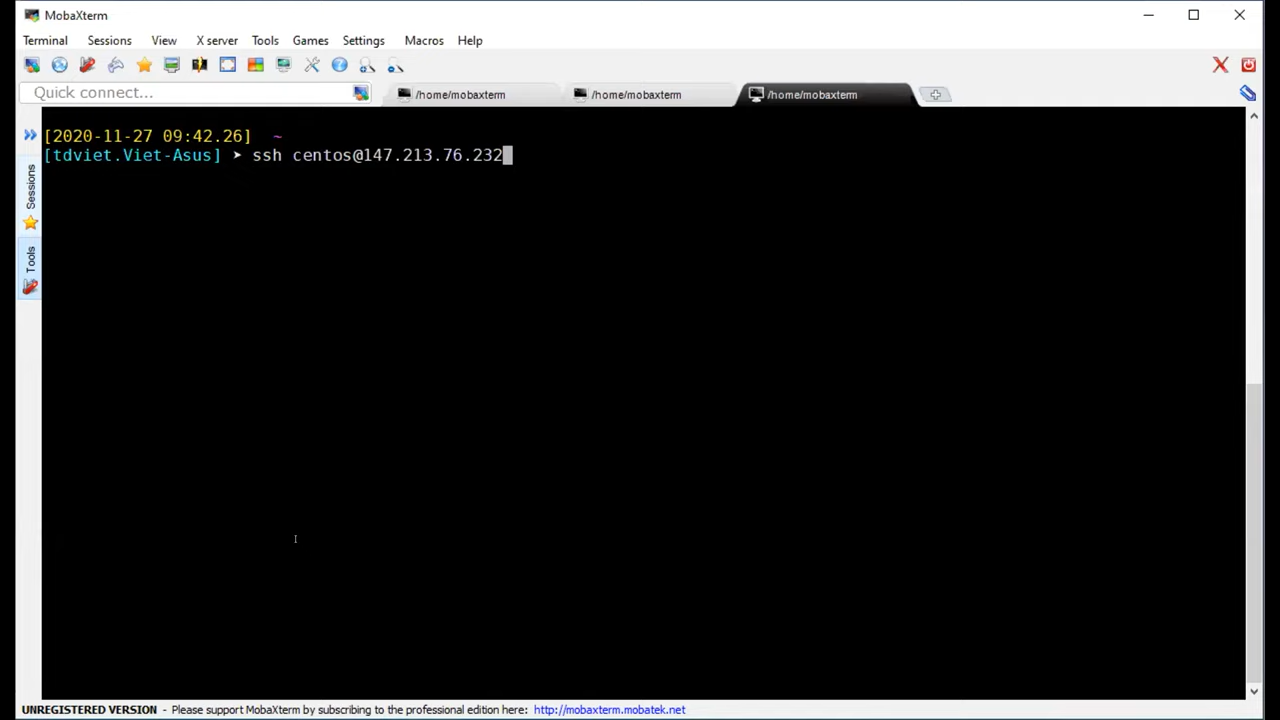 MobaXterm
Terminal Sessions View X server Tools Games Settings Macros Help
Quick connect... /home/mobaxterm /home/mobaxterm /home/mobaxterm
[2020-11-27 09:42.26] ~
[tdviet.Viet-Asus] ➤ ssh centos@147.213.76.232
Sessions
Tools
UNREGISTERED VERSION - Please support MobaXterm by subscribing to the professional edition here: http://mobaxterm.mobatek.net